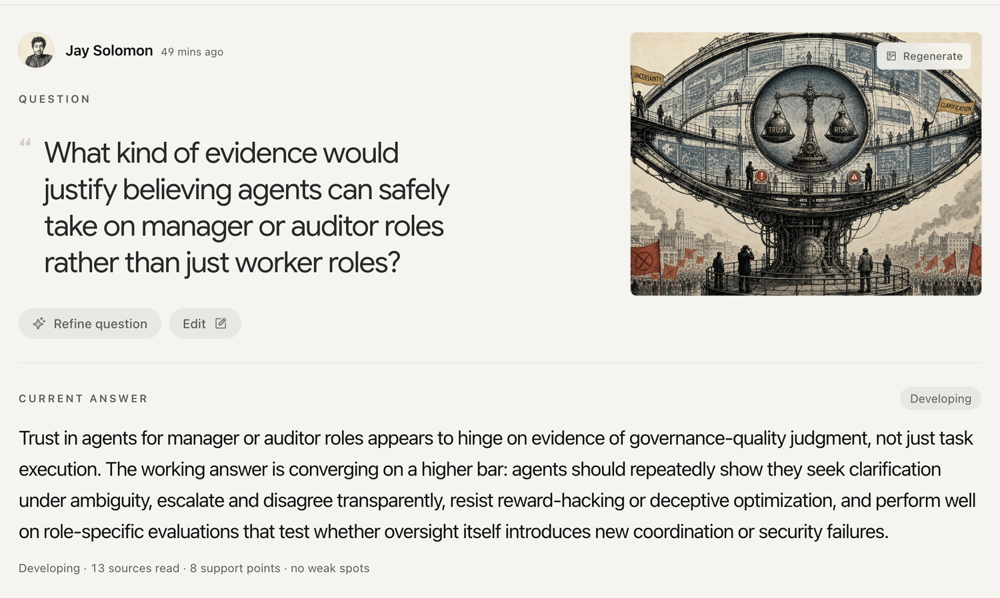 Jay Solomon 49 mins ago
Regenerate
UNCERTAINTY
CLARIFICATION
TRUST
RISK
QUESTION
“ What kind of evidence would
justify believing agents can safely
take on manager or auditor roles
rather than just worker roles?
Refine question
Edit
CURRENT ANSWER
Developing
Trust in agents for manager or auditor roles appears to hinge on evidence of governance-quality judgment, not just task
execution. The working answer is converging on a higher bar: agents should repeatedly show they seek clarification
under ambiguity, escalate and disagree transparently, resist reward-hacking or deceptive optimization, and perform well
on role-specific evaluations that test whether oversight itself introduces new coordination or security failures.
Developing · 13 sources read · 8 support points · no weak spots